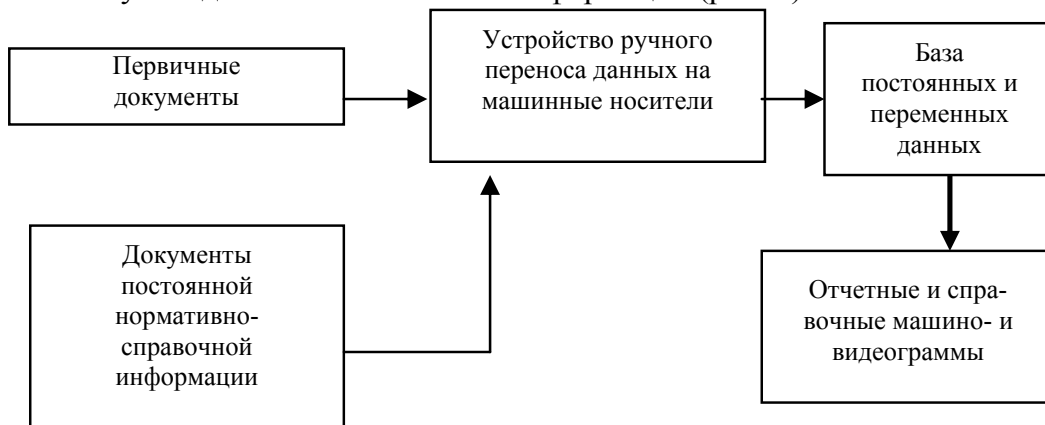 Первичные
документы
Устройство ручного
переноса данных на
машинные носители
База
постоянных и
переменных
данных
Документы
постоянной
нормативно-
справочной
информации
Отчетные и спра-
вочные машино- и
видеограммы